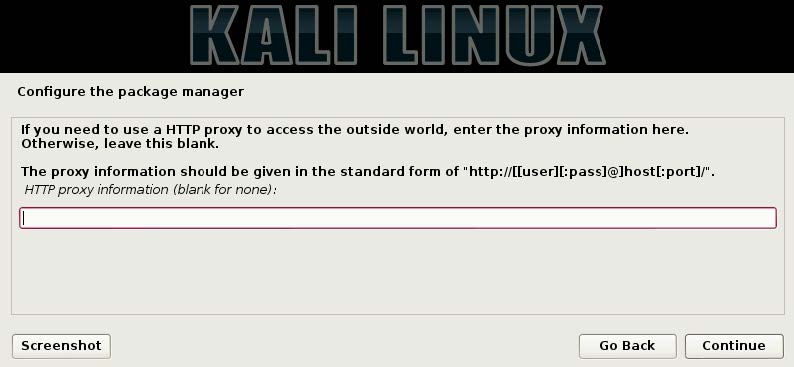 KALI LINUX
Configure the package manager
If you need to use a HTTP proxy to access the outside world, enter the proxy information here.
Otherwise, leave this blank.
The proxy information should be given in the standard form of "http://[[user][:pass]@]host[:port]/".
HTTP proxy information (blank for none):
Screenshot
Go Back
Continue